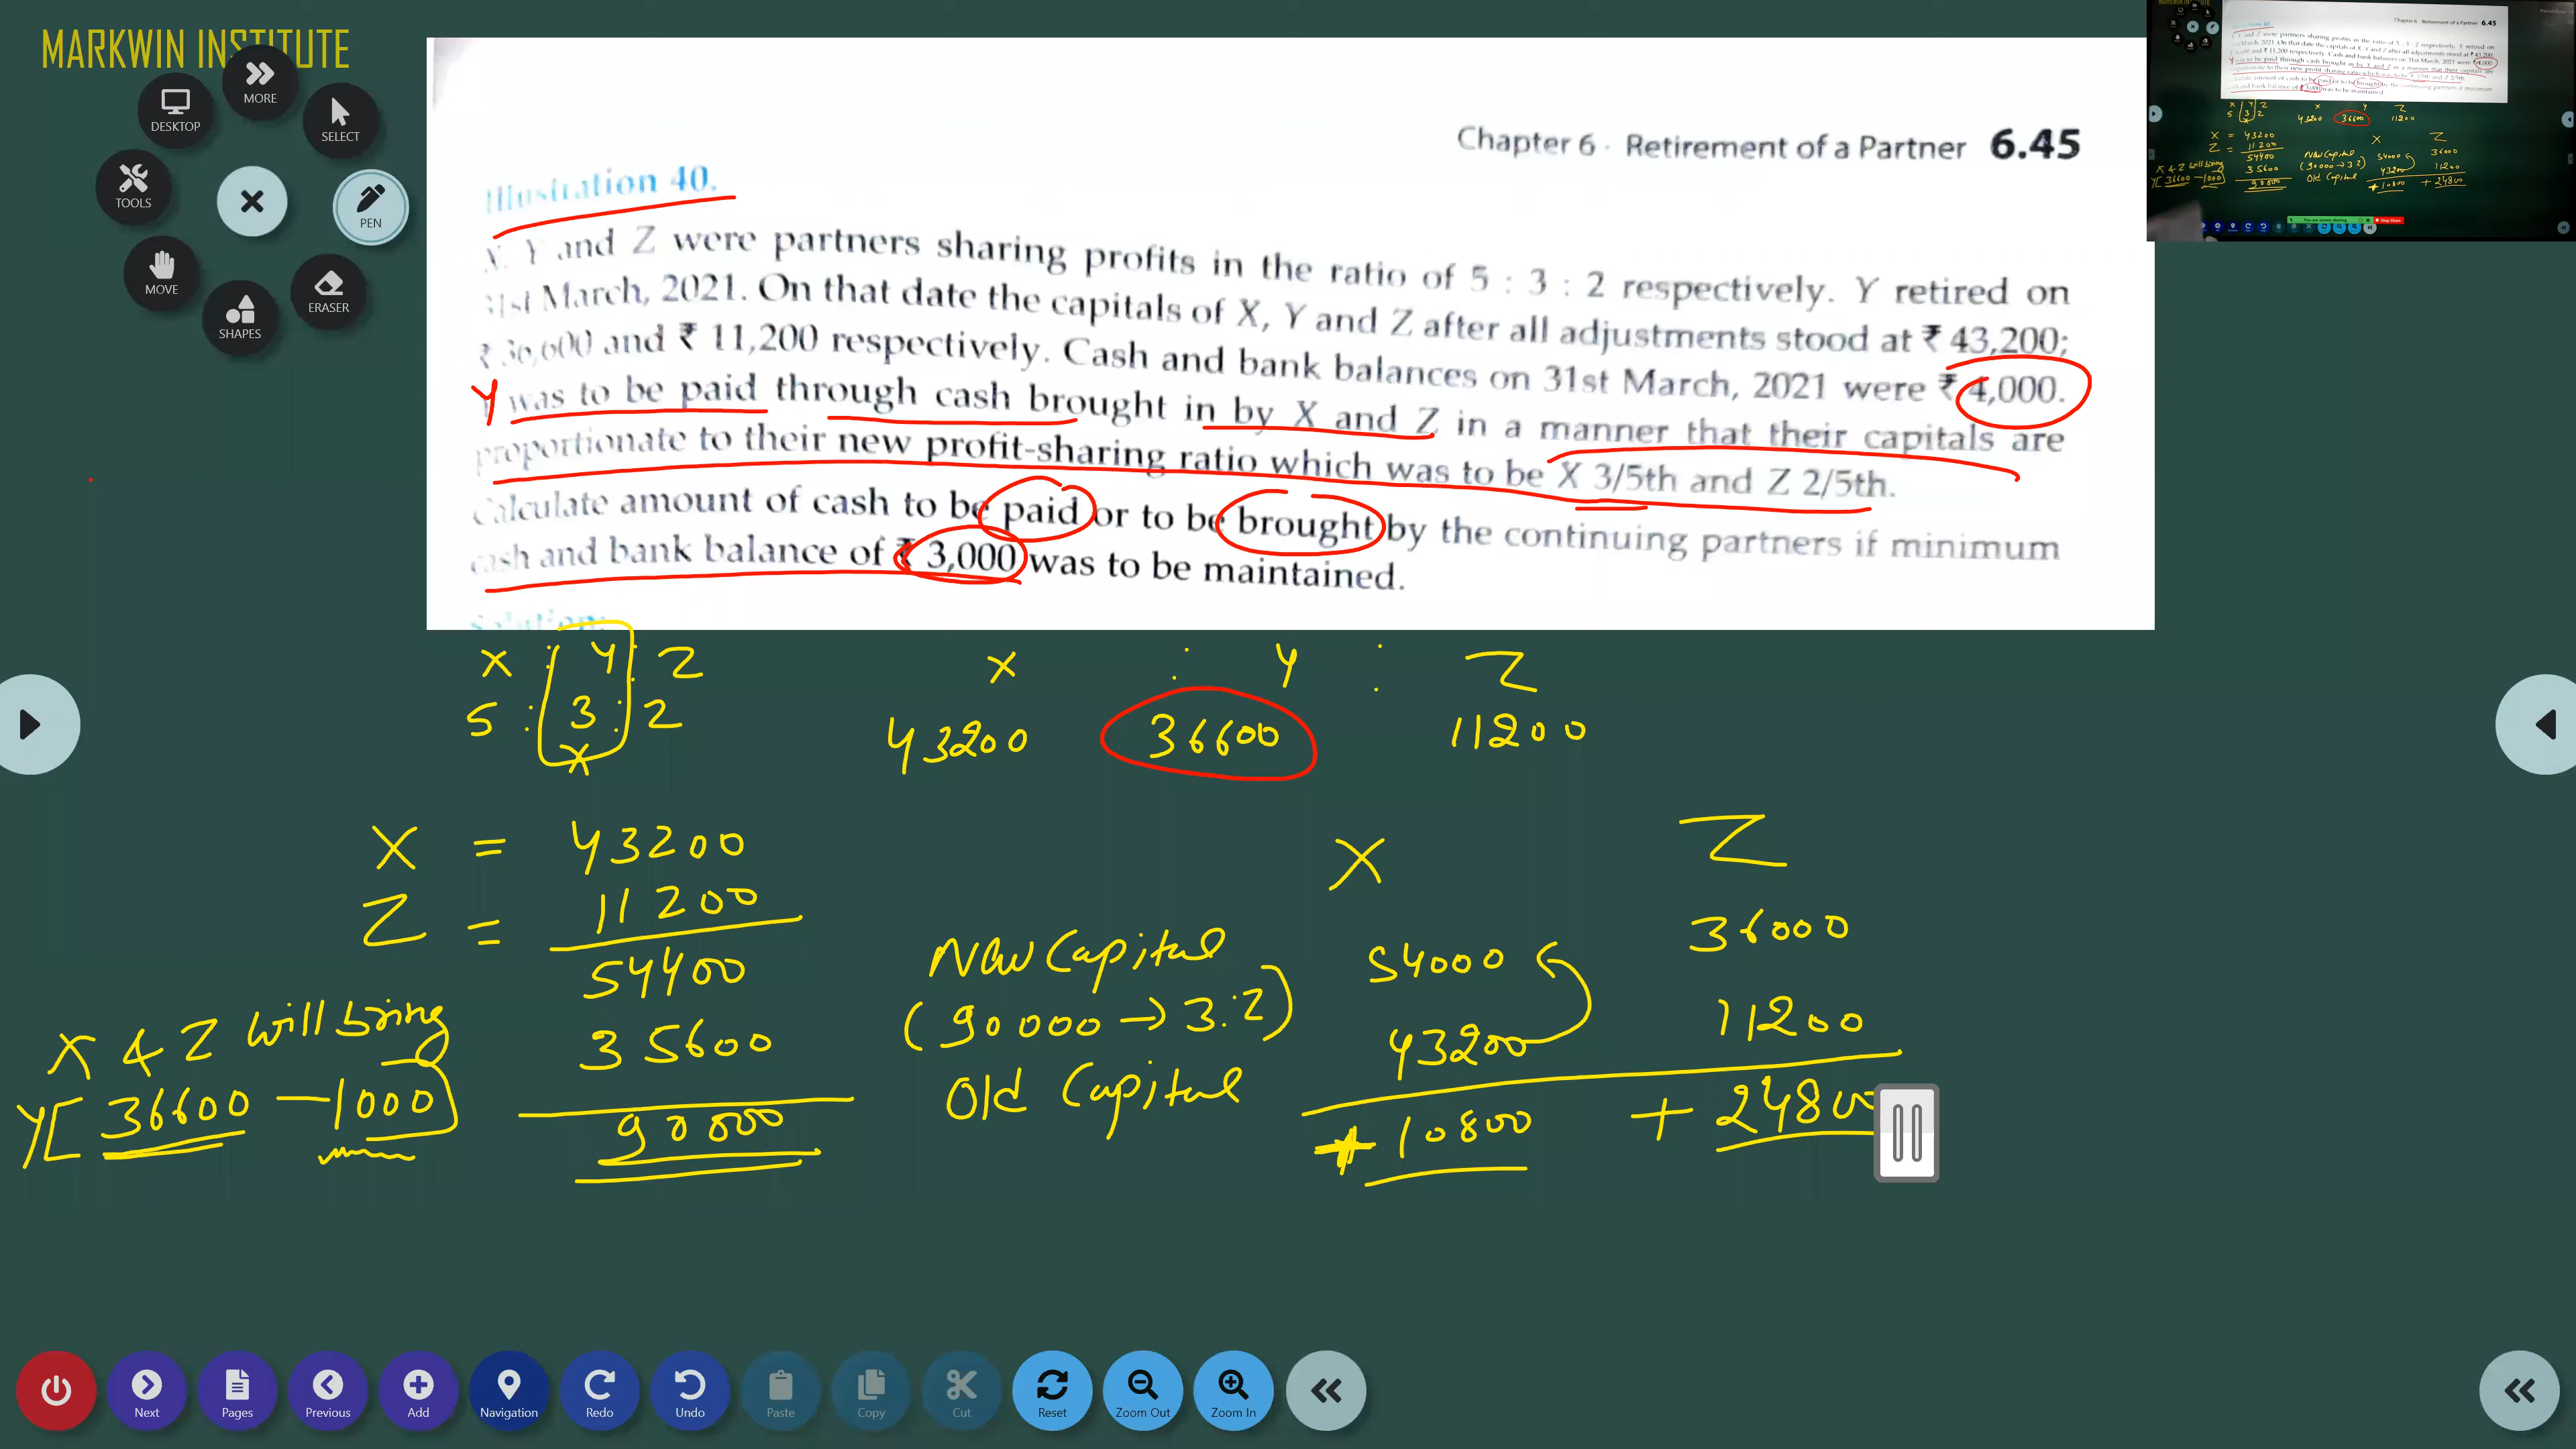 MARKWIN INSTITUTE
MORE
DESKTOP
SELECT
TOOLS
PEN
MOVE
ERASER
SHAPES
Chapter 6 · Retirement of a Partner 6.45
Illustration 40.
X, Y and Z were partners sharing profits in the ratio of 5 : 3 : 2 respectively. Y retired on
31st March, 2021. On that date the capitals of X, Y and Z after all adjustments stood at ₹ 43,200;
₹ 36,600 and ₹ 11,200 respectively. Cash and bank balances on 31st March, 2021 were ₹ 4,000.
Y was to be paid through cash brought in by X and Z in a manner that their capitals are
proportionate to their new profit-sharing ratio which was to be X 3/5th and Z 2/5th.
Calculate amount of cash to be paid or to be brought by the continuing partners if minimum
cash and bank balance of ₹ 3,000 was to be maintained.
Solution:
X : Y : Z
5 : 3 : 2
X : Y : Z
43200 36600 11200
X = 43200
Z = 11200
54400
35600
90000
X & Z will bring
Y[36600 - 1000]
X Z
New Capital 54000 36000
(90000 → 3:2)
Old Capital 43200 11200
+ 10800 + 24800
Next
Pages
Previous
Add
Navigation
Redo
Undo
Paste
Copy
Cut
Reset
Zoom Out
Zoom In